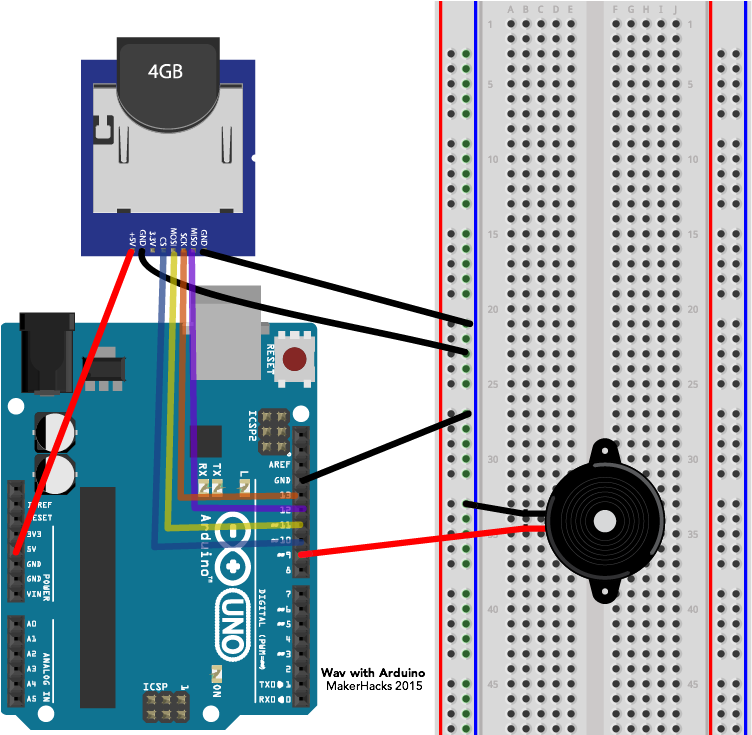 4GB
+5V
GND
3.3V
CS
MOSI
SCK
MISO
GND
RESET
ICSP2
AREF
GND
13
12
~11
~10
~9
8
7
~6
~5
4
~3
2
TXO 1
RXO 0
L
TX
RX
Arduino™
UNO
DIGITAL (PWM=~)
IOREF
RESET
3V3
5V
GND
GND
VIN
POWER
A0
A1
A2
A3
A4
A5
ANALOG IN
ICSP
1
ON
Wav with Arduino
MakerHacks 2015
A B C D E F G H I J
1 1
5 5
10 10
15 15
20 20
25 25
30 30
35
40 40
45 45